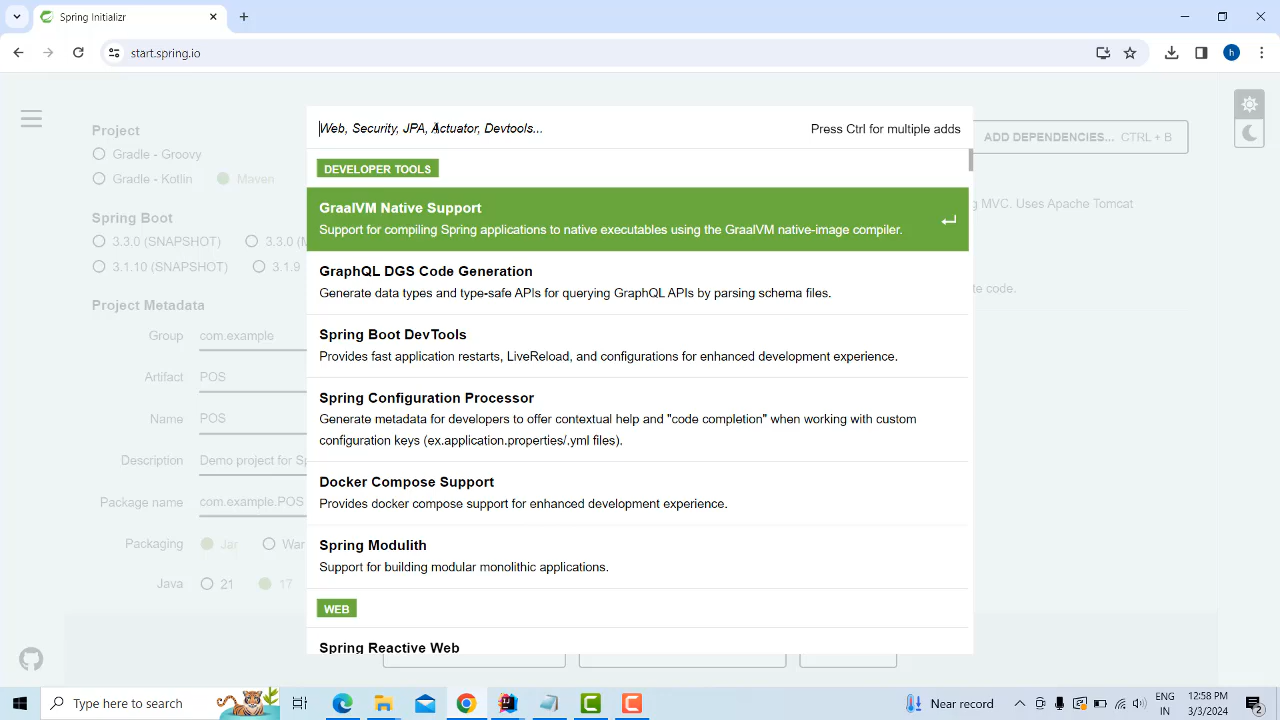 Spring Initializr
start.spring.io
h
Project
Gradle - Groovy
Gradle - Kotlin
Maven
Spring Boot
3.3.0 (SNAPSHOT)
3.3.0 (M
3.1.10 (SNAPSHOT)
3.1.9
Project Metadata
Group
com.example
Artifact
POS
Name
POS
Description
Demo project for Sp
Package name
com.example.POS
Packaging
Jar
War
Java
21
17
Web, Security, JPA, Actuator, Devtools...
Press Ctrl for multiple adds
DEVELOPER TOOLS
GraalVM Native Support
Support for compiling Spring applications to native executables using the GraalVM native-image compiler.
GraphQL DGS Code Generation
Generate data types and type-safe APIs for querying GraphQL APIs by parsing schema files.
Spring Boot DevTools
Provides fast application restarts, LiveReload, and configurations for enhanced development experience.
Spring Configuration Processor
Generate metadata for developers to offer contextual help and "code completion" when working with custom
configuration keys (ex.application.properties/.yml files).
Docker Compose Support
Provides docker compose support for enhanced development experience.
Spring Modulith
Support for building modular monolithic applications.
WEB
Spring Reactive Web
ADD DEPENDENCIES... CTRL + B
g MVC. Uses Apache Tomcat
te code.
Type here to search
Near record
ENG
IN
12:58 PM
3/3/2024
2